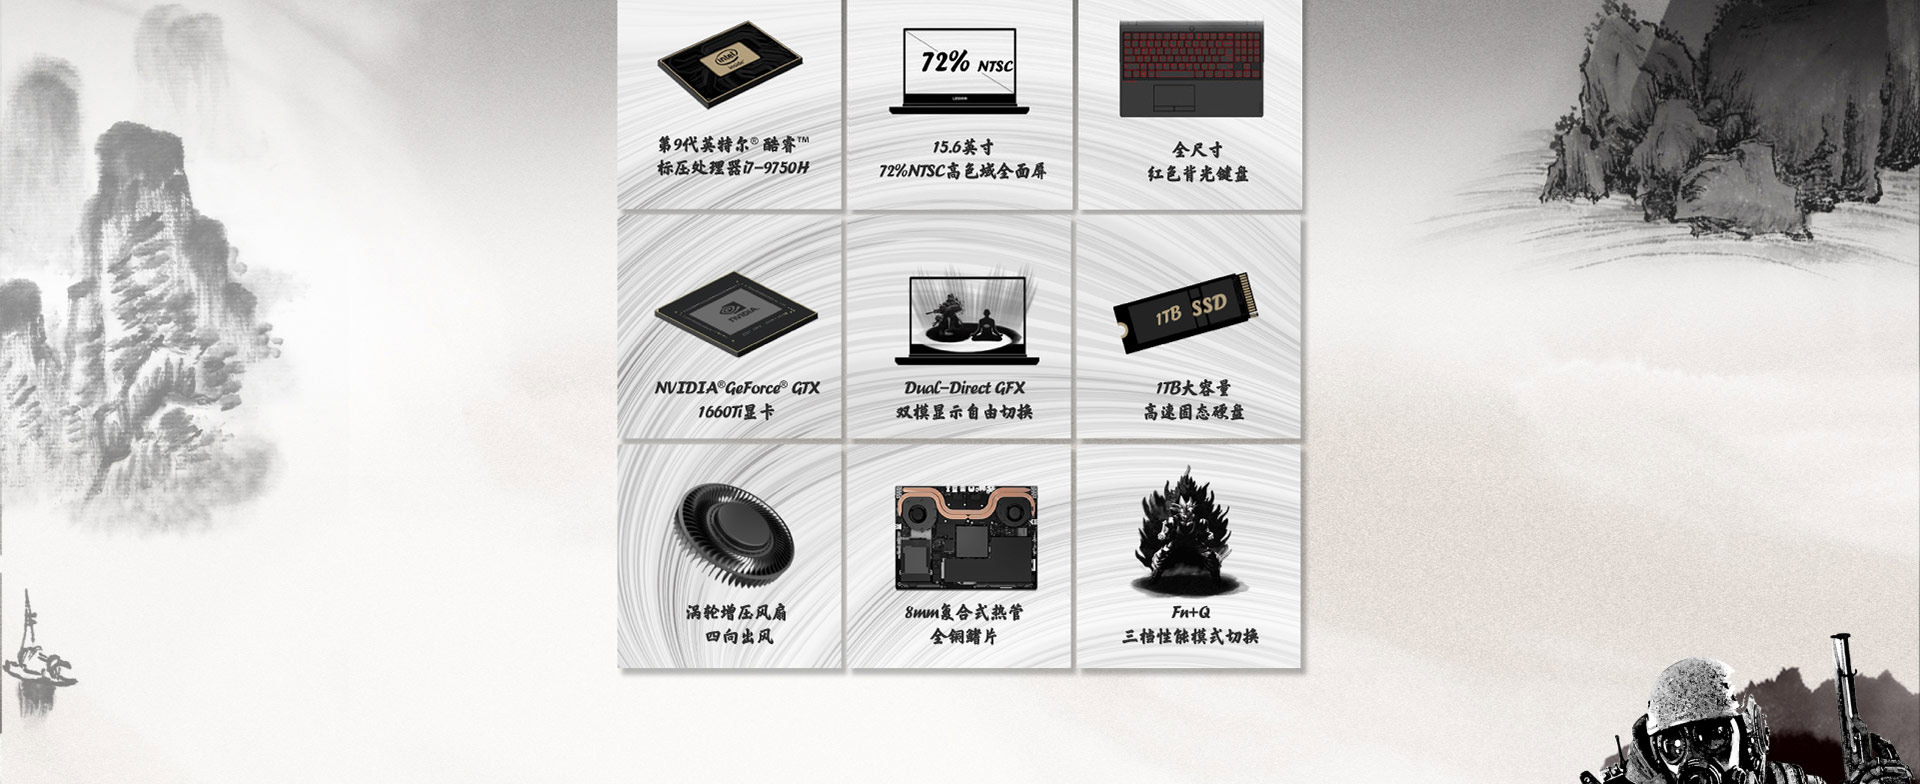 intel
inside
第9代英特尔® 酷睿™
标压处理器i7-9750H
72% NTSC
LEGION
15.6英寸
72%NTSC高色域全面屏
全尺寸
红色背光键盘
NVIDIA
NVIDIA®GeForce® GTX
1660Ti显卡
Dual-Direct GFX
双模显示自由切换
1TB SSD
1TB大容量
高速固态硬盘
涡轮增压风扇
四向出风
8mm复合式热管
全铜鳍片
Fn+Q
三档性能模式切换